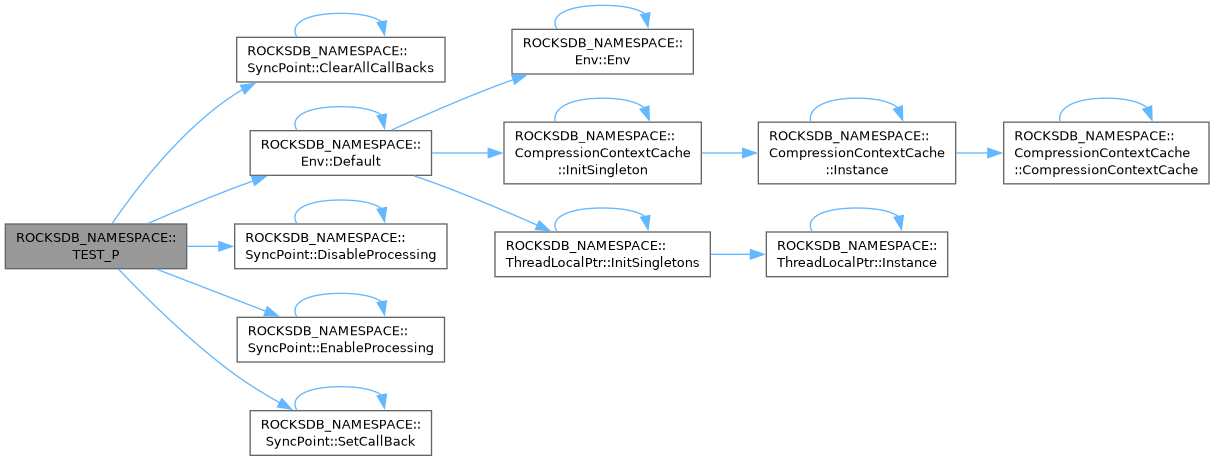 ROCKSDB_NAMESPACE::
TEST_P
ROCKSDB_NAMESPACE::
SyncPoint::ClearAllCallBacks
ROCKSDB_NAMESPACE::
Env::Default
ROCKSDB_NAMESPACE::
SyncPoint::DisableProcessing
ROCKSDB_NAMESPACE::
SyncPoint::EnableProcessing
ROCKSDB_NAMESPACE::
SyncPoint::SetCallBack
ROCKSDB_NAMESPACE::
Env::Env
ROCKSDB_NAMESPACE::
CompressionContextCache
::InitSingleton
ROCKSDB_NAMESPACE::
ThreadLocalPtr::InitSingletons
ROCKSDB_NAMESPACE::
CompressionContextCache
::Instance
ROCKSDB_NAMESPACE::
ThreadLocalPtr::Instance
ROCKSDB_NAMESPACE::
CompressionContextCache
::CompressionContextCache